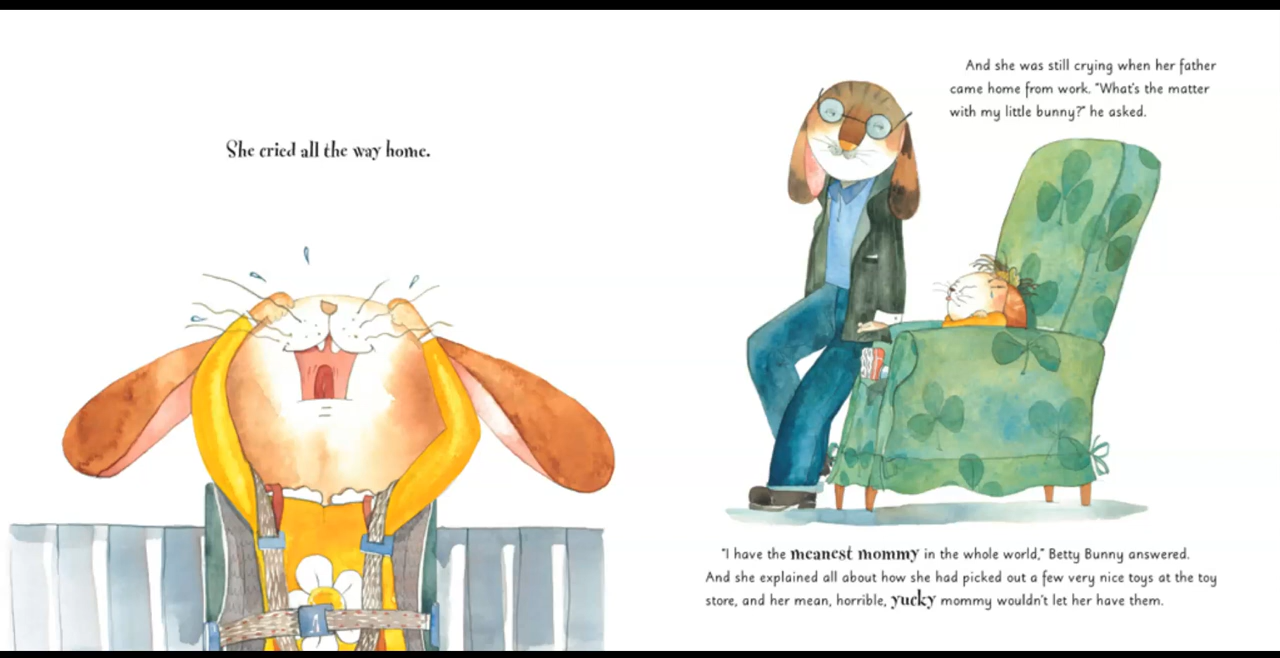 She cried all the way home.
And she was still crying when her father
came home from work. "What's the matter
with my little bunny?" he asked.
"I have the meanest mommy in the whole world," Betty Bunny answered.
And she explained all about how she had picked out a few very nice toys at the toy
store, and her mean, horrible, yucky mommy wouldn't let her have them.